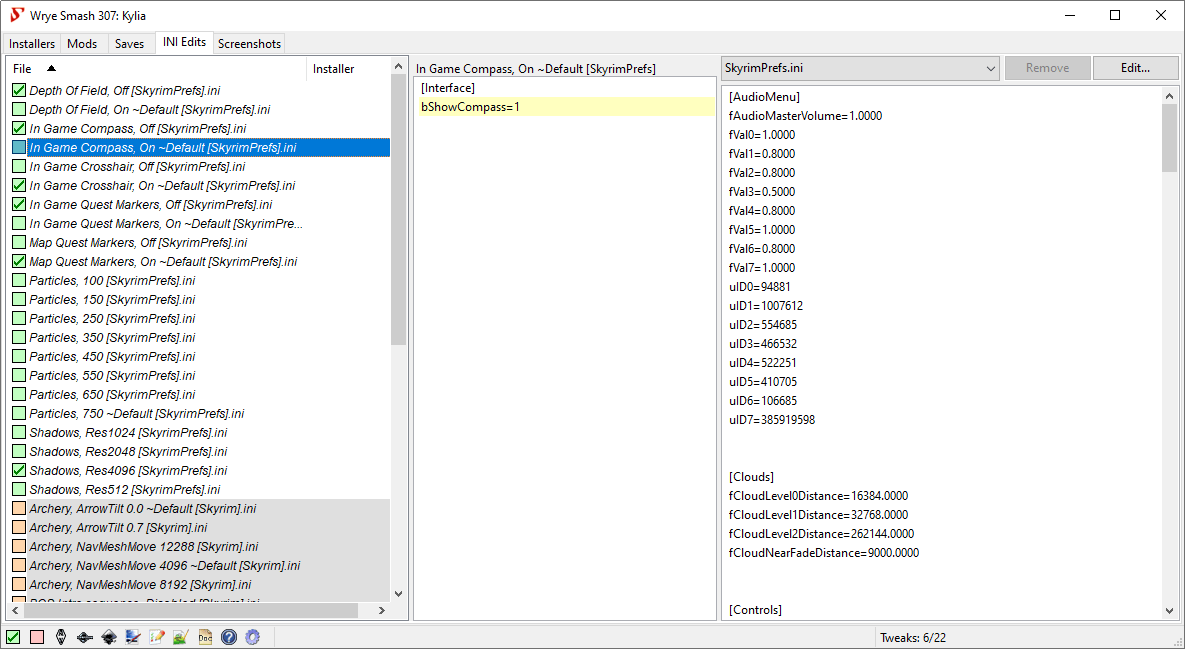 Wrye Smash 307: Kylia
Installers Mods Saves INI Edits Screenshots
File Installer
Depth Of Field, Off [SkyrimPrefs].ini
Depth Of Field, On ~Default [SkyrimPrefs].ini
In Game Compass, Off [SkyrimPrefs].ini
In Game Compass, On ~Default [SkyrimPrefs].ini
In Game Crosshair, Off [SkyrimPrefs].ini
In Game Crosshair, On ~Default [SkyrimPrefs].ini
In Game Quest Markers, Off [SkyrimPrefs].ini
In Game Quest Markers, On ~Default [SkyrimPre...
Map Quest Markers, Off [SkyrimPrefs].ini
Map Quest Markers, On ~Default [SkyrimPrefs].ini
Particles, 100 [SkyrimPrefs].ini
Particles, 150 [SkyrimPrefs].ini
Particles, 250 [SkyrimPrefs].ini
Particles, 350 [SkyrimPrefs].ini
Particles, 450 [SkyrimPrefs].ini
Particles, 550 [SkyrimPrefs].ini
Particles, 650 [SkyrimPrefs].ini
Particles, 750 ~Default [SkyrimPrefs].ini
Shadows, Res1024 [SkyrimPrefs].ini
Shadows, Res2048 [SkyrimPrefs].ini
Shadows, Res4096 [SkyrimPrefs].ini
Shadows, Res512 [SkyrimPrefs].ini
Archery, ArrowTilt 0.0 ~Default [Skyrim].ini
Archery, ArrowTilt 0.7 [Skyrim].ini
Archery, NavMeshMove 12288 [Skyrim].ini
Archery, NavMeshMove 4096 ~Default [Skyrim].ini
Archery, NavMeshMove 8192 [Skyrim].ini
In Game Compass, On ~Default [SkyrimPrefs]
[Interface]
bShowCompass=1
SkyrimPrefs.ini Remove Edit...
[AudioMenu]
fAudioMasterVolume=1.0000
fVal0=1.0000
fVal1=0.8000
fVal2=0.8000
fVal3=0.5000
fVal4=0.8000
fVal5=1.0000
fVal6=0.8000
fVal7=1.0000
uID0=94881
uID1=1007612
uID2=554685
uID3=466532
uID4=522251
uID5=410705
uID6=106685
uID7=385919598
[Clouds]
fCloudLevel0Distance=16384.0000
fCloudLevel1Distance=32768.0000
fCloudLevel2Distance=262144.0000
fCloudNearFadeDistance=9000.0000
[Controls]
Doc
Tweaks: 6/22